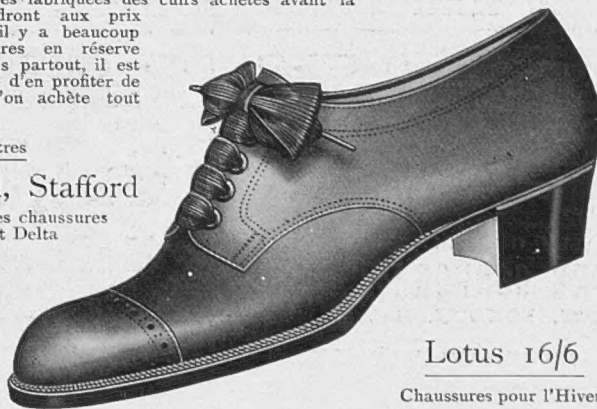 fabriquées des cuirs achetés avant la
dront aux prix
il y a beaucoup
res en réserve
s partout, il est
d'en profiter de
'on achète tout
tres
, Stafford
es chaussures
t Delta
Lotus 16/6
Chaussures pour l'Hiver